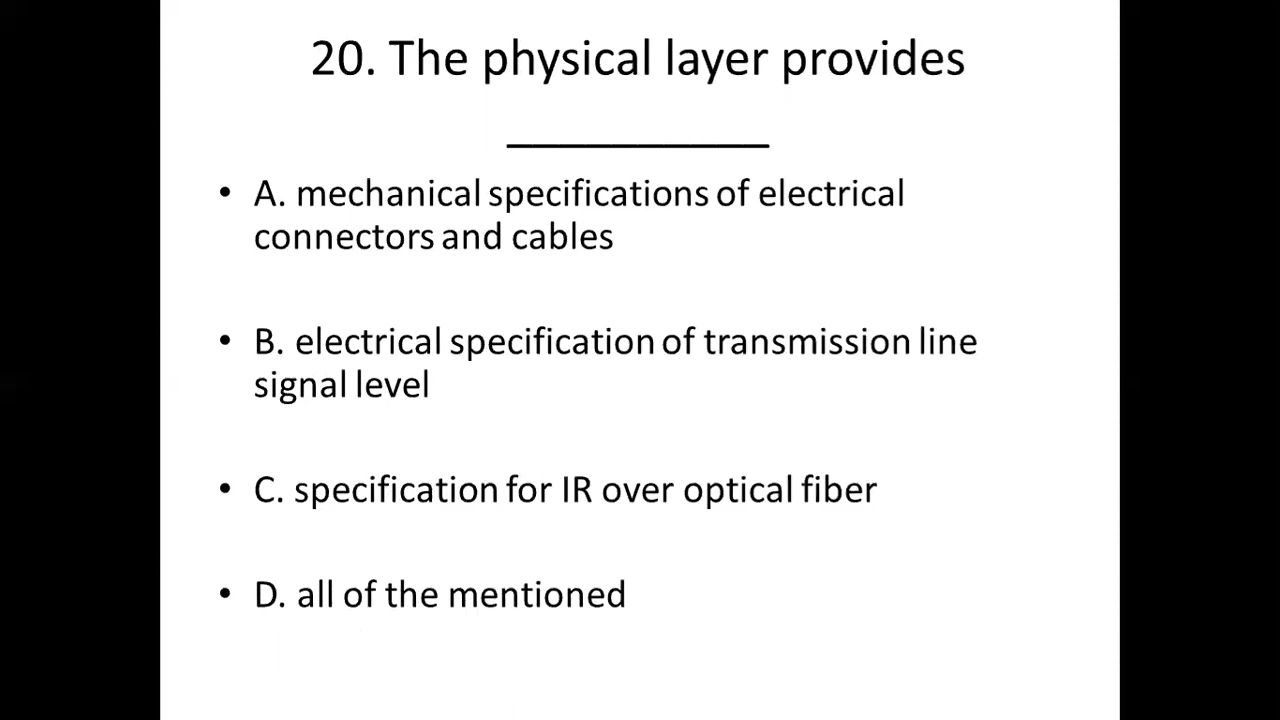 20. The physical layer provides
__________
• A. mechanical specifications of electrical
connectors and cables
• B. electrical specification of transmission line
signal level
• C. specification for IR over optical fiber
• D. all of the mentioned